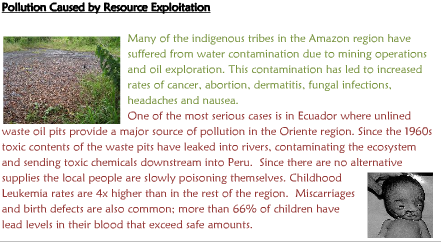 Pollution Caused by Resource Exploitation
Many of the indigenous tribes in the Amazon region have
suffered from water contamination due to mining operations
and oil exploration. This contamination has led to increased
rates of cancer, abortion, dermatitis, fungal infections,
headaches and nausea.
One of the most serious cases is in Ecuador where unlined
waste oil pits provide a major source of pollution in the Oriente region. Since the 1960s
toxic contents of the waste pits have leaked into rivers, contaminating the ecosystem
and sending toxic chemicals downstream into Peru.  Since there are no alternative
supplies the local people are slowly poisoning themselves. Childhood
Leukemia rates are 4x higher than in the rest of the region.  Miscarriages
and birth defects are also common; more than 66% of children have
lead levels in their blood that exceed safe amounts.